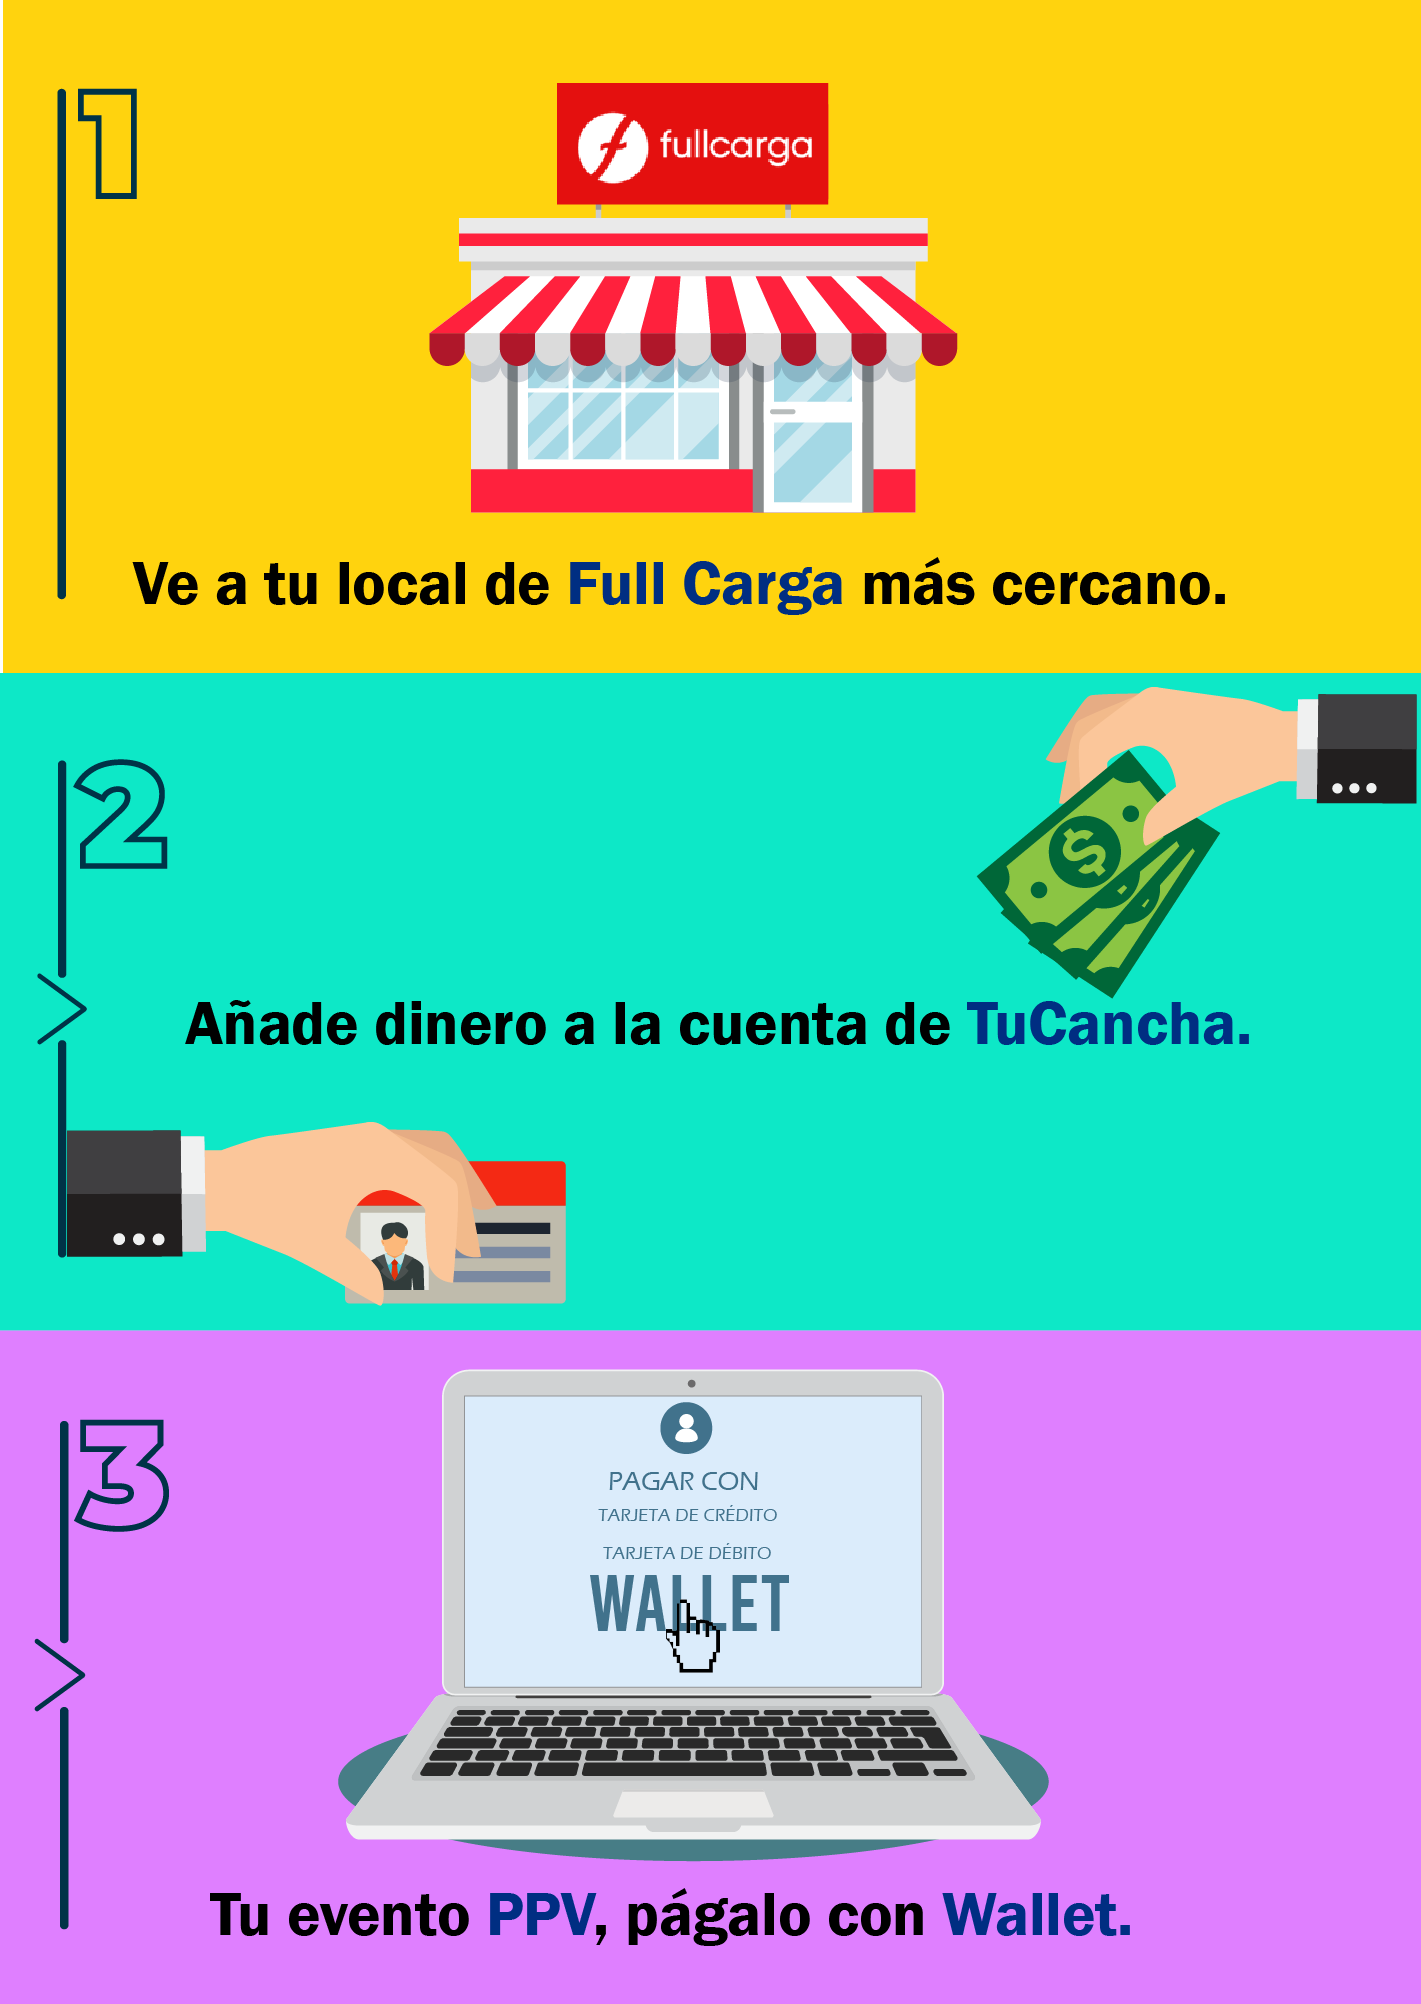 1
fullcarga
Ve a tu local de Full Carga más cercano.
2
$
Añade dinero a la cuenta de TuCancha.
3
PAGAR CON
TARJETA DE CRÉDITO
TARJETA DE DÉBITO
WALLET
Tu evento PPV, págalo con Wallet.